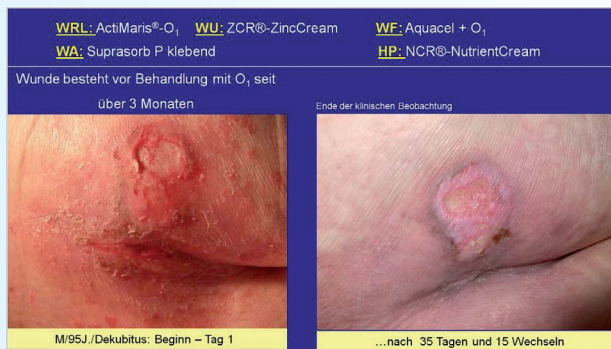 WRL: ActiMaris®-O₁ WU: ZCR®-ZincCream WF: Aquacel + O₁
WA: Suprasorb P klebend HP: NCR®-NutrientCream
Wunde besteht vor Behandlung mit O₁ seit
über 3 Monaten
Ende der klinischen Beobachtung
M/95J./Dekubitus: Beginn – Tag 1
...nach 35 Tagen und 15 Wechseln